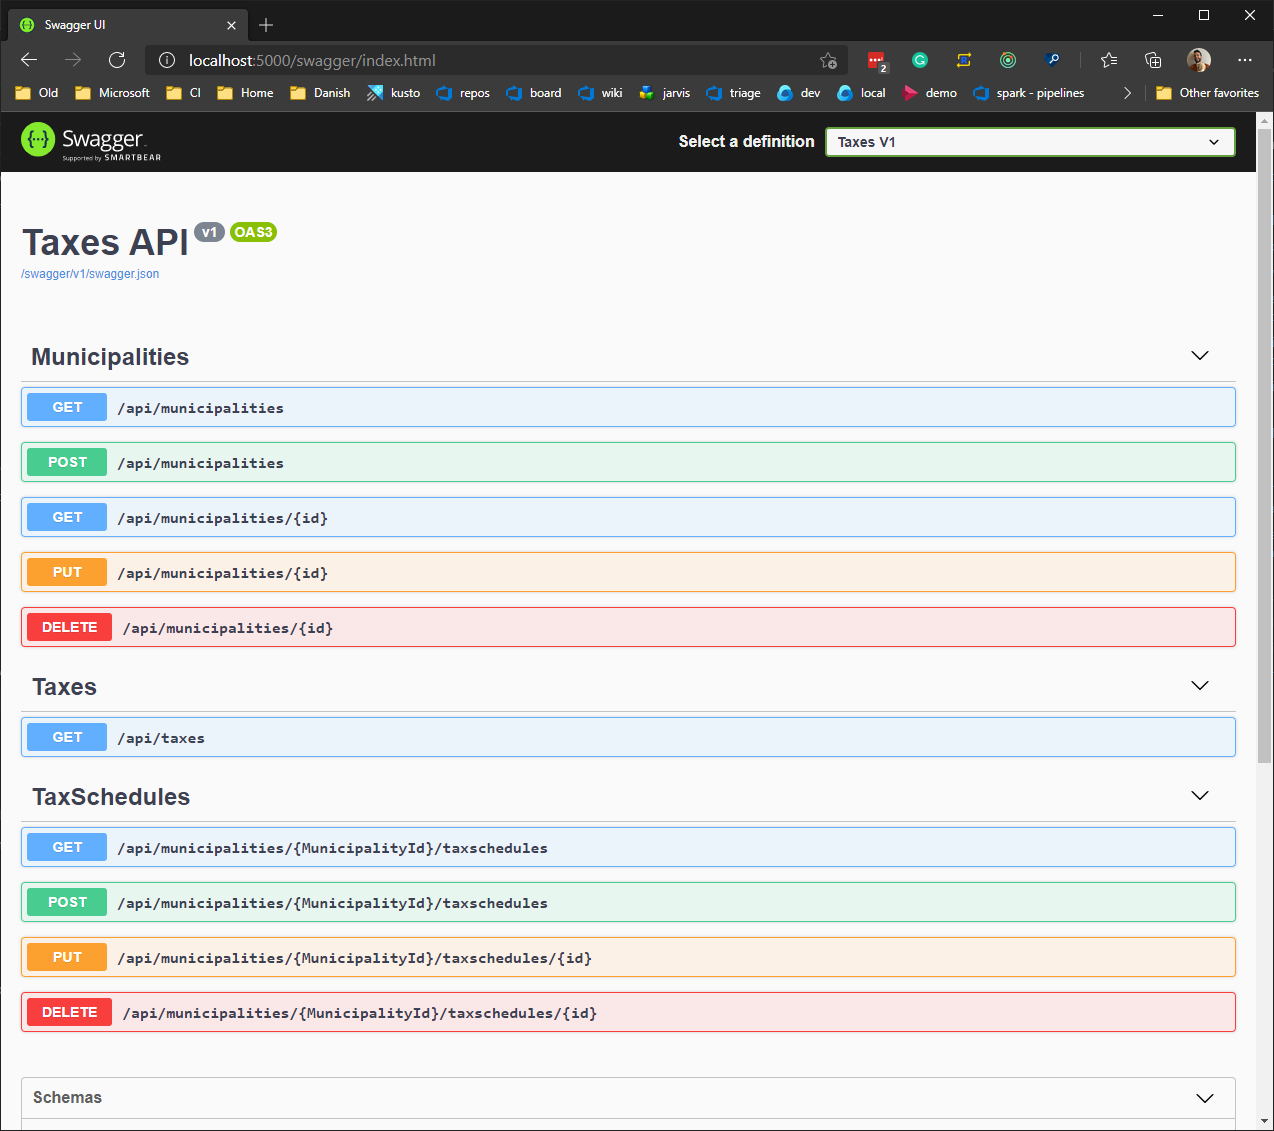 Swagger UI
localhost:5000/swagger/index.html
2
Old Microsoft CI Home Danish kusto repos board wiki jarvis triage dev local demo spark - pipelines Other favorites
Swagger
Supported by SMARTBEAR
Select a definition Taxes V1
Taxes API v1 OAS3
/swagger/v1/swagger.json
Municipalities
GET /api/municipalities
POST /api/municipalities
GET /api/municipalities/{id}
PUT /api/municipalities/{id}
DELETE /api/municipalities/{id}
Taxes
GET /api/taxes
TaxSchedules
GET /api/municipalities/{MunicipalityId}/taxschedules
POST /api/municipalities/{MunicipalityId}/taxschedules
PUT /api/municipalities/{MunicipalityId}/taxschedules/{id}
DELETE /api/municipalities/{MunicipalityId}/taxschedules/{id}
Schemas